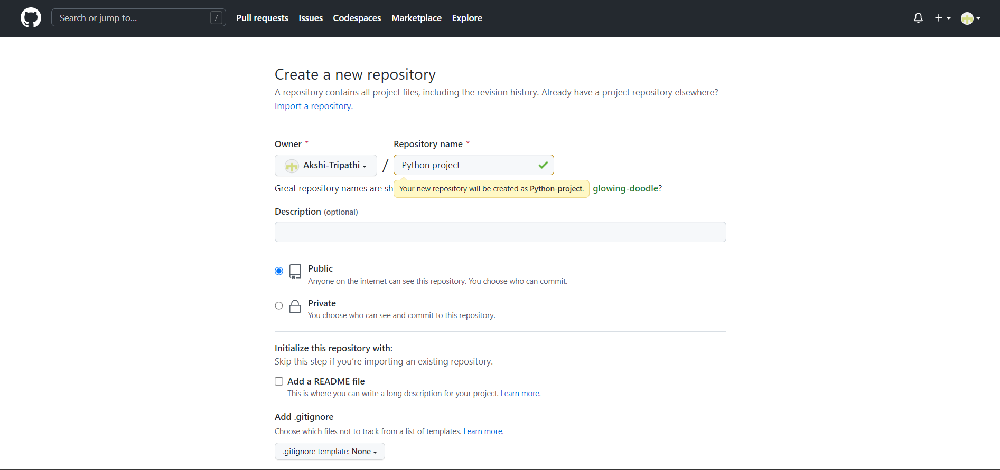 Search or jump to... /
Pull requests Issues Codespaces Marketplace Explore
Create a new repository
A repository contains all project files, including the revision history. Already have a project repository elsewhere?
Import a repository.
Owner * Repository name *
Akshi-Tripathi / Python project
Great repository names are sh
Your new repository will be created as Python-project.
glowing-doodle?
Description (optional)
Public
Anyone on the internet can see this repository. You choose who can commit.
Private
You choose who can see and commit to this repository.
Initialize this repository with:
Skip this step if you’re importing an existing repository.
Add a README file
This is where you can write a long description for your project. Learn more.
Add .gitignore
Choose which files not to track from a list of templates. Learn more.
.gitignore template: None